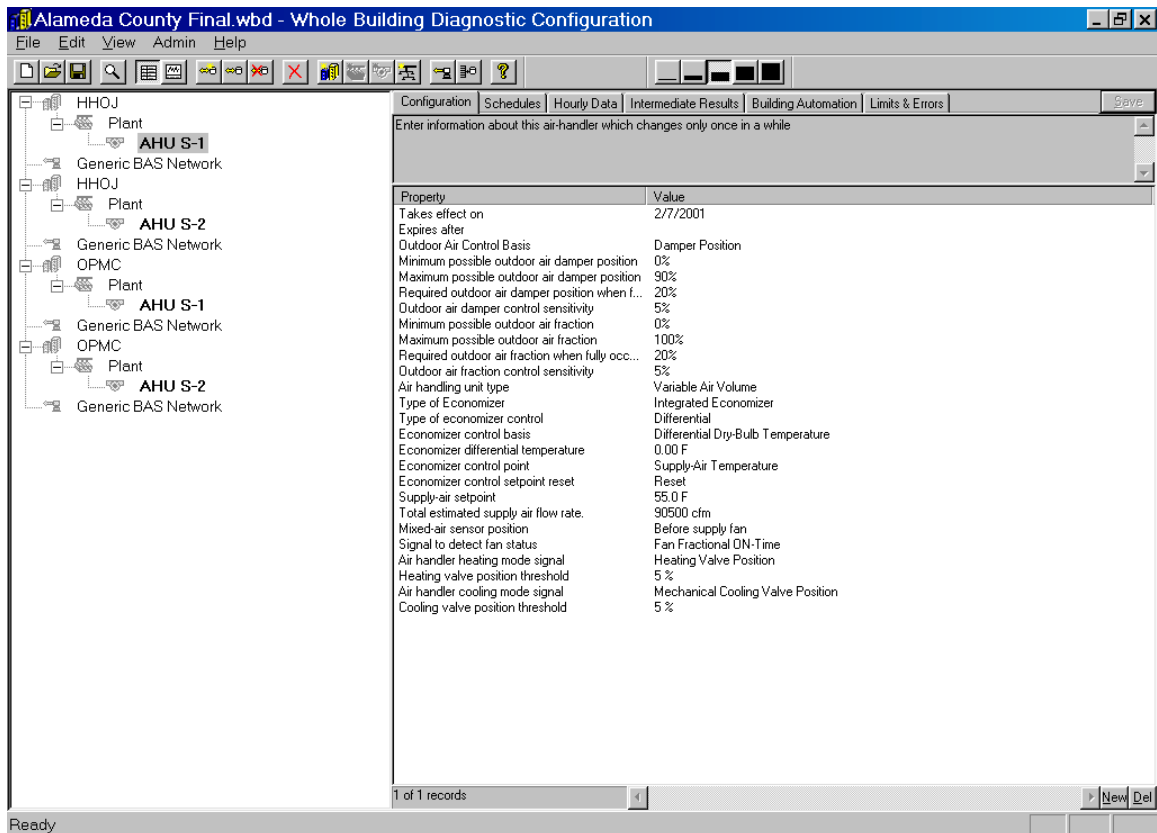 Alameda County Final.wbd - Whole Building Diagnostic Configuration
File Edit View Admin Help
HHOJ
Plant
AHU S-1
Generic BAS Network
HHOJ
Plant
AHU S-2
Generic BAS Network
OPMC
Plant
AHU S-1
Generic BAS Network
OPMC
Plant
AHU S-2
Generic BAS Network
Configuration Schedules Hourly Data Intermediate Results Building Automation Limits & Errors Save
Enter information about this air-handler which changes only once in a while
Property Value
Takes effect on 2/7/2001
Expires after
Outdoor Air Control Basis Damper Position
Minimum possible outdoor air damper position 0%
Maximum possible outdoor air damper position 90%
Required outdoor air damper position when f... 20%
Outdoor air damper control sensitivity 5%
Minimum possible outdoor air fraction 0%
Maximum possible outdoor air fraction 100%
Required outdoor air fraction when fully occ... 20%
Outdoor air fraction control sensitivity 5%
Air handling unit type Variable Air Volume
Type of Economizer Integrated Economizer
Type of economizer control Differential
Economizer control basis Differential Dry-Bulb Temperature
Economizer differential temperature 0.00 F
Economizer control point Supply-Air Temperature
Economizer control setpoint reset Reset
Supply-air setpoint 55.0 F
Total estimated supply air flow rate. 90500 cfm
Mixed-air sensor position Before supply fan
Signal to detect fan status Fan Fractional ON-Time
Air handler heating mode signal Heating Valve Position
Heating valve position threshold 5 %
Air handler cooling mode signal Mechanical Cooling Valve Position
Cooling valve position threshold 5 %
1 of 1 records New Del
Ready